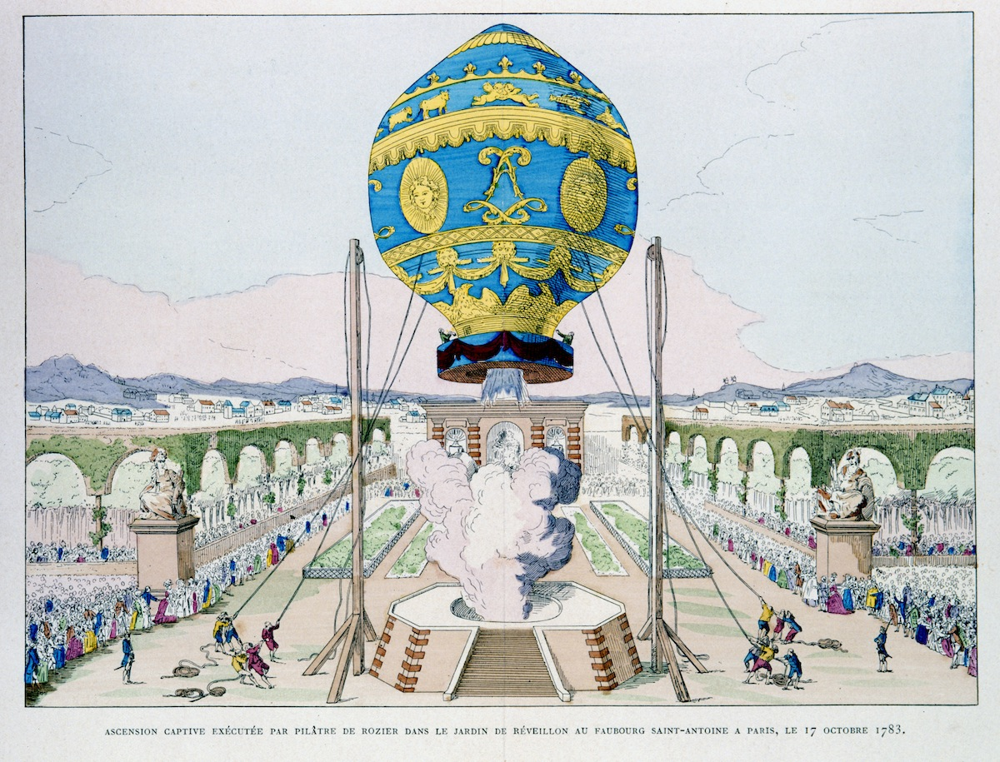 ASCENSION CAPTIVE EXÉCUTÉE PAR PILÂTRE DE ROZIER DANS LE JARDIN DE RÉVEILLON AU FAUBOURG SAINT-ANTOINE A PARIS, LE 17 OCTOBRE 1783.